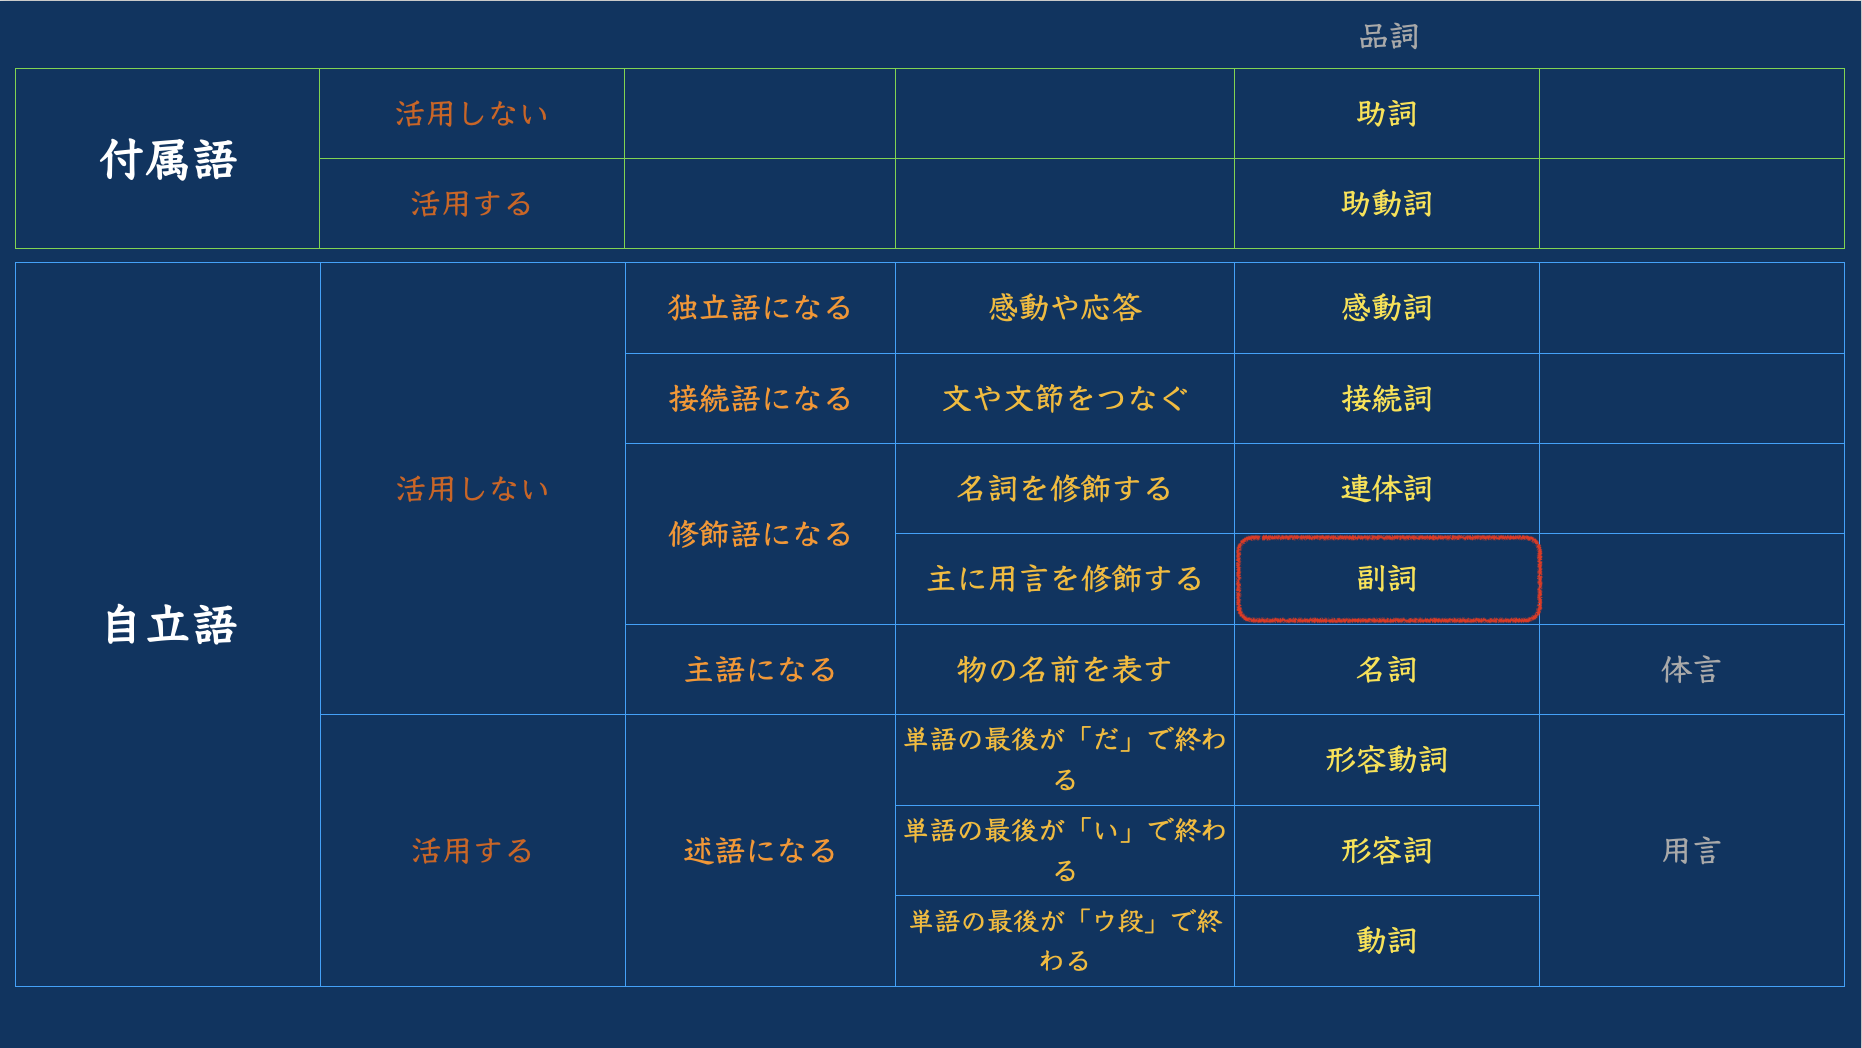 品詞
付属語
活用しない
助詞
活用する
助動詞
自立語
活用しない
独立語になる
感動や応答
感動詞
接続語になる
文や文節をつなぐ
接続詞
修飾語になる
名詞を修飾する
連体詞
主に用言を修飾する
副詞
主語になる
物の名前を表す
名詞
体言
活用する
述語になる
単語の最後が「だ」で終わ
る
形容動詞
単語の最後が「い」で終わ
る
形容詞
単語の最後が「ウ段」で終
わる
動詞
用言